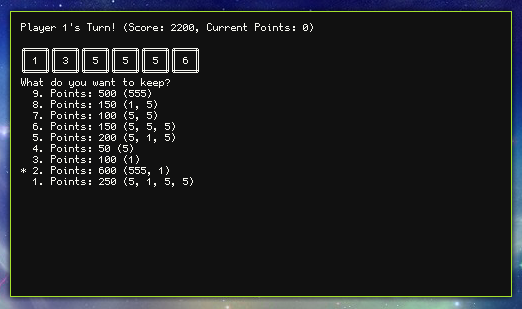 Player 1's Turn! (Score: 2200, Current Points: 0)
1 3 5 5 5 6
What do you want to keep?
9. Points: 500 (555)
8. Points: 150 (1, 5)
7. Points: 100 (5, 5)
6. Points: 150 (5, 5, 5)
5. Points: 200 (5, 1, 5)
4. Points: 50 (5)
3. Points: 100 (1)
* 2. Points: 600 (555, 1)
1. Points: 250 (5, 1, 5, 5)